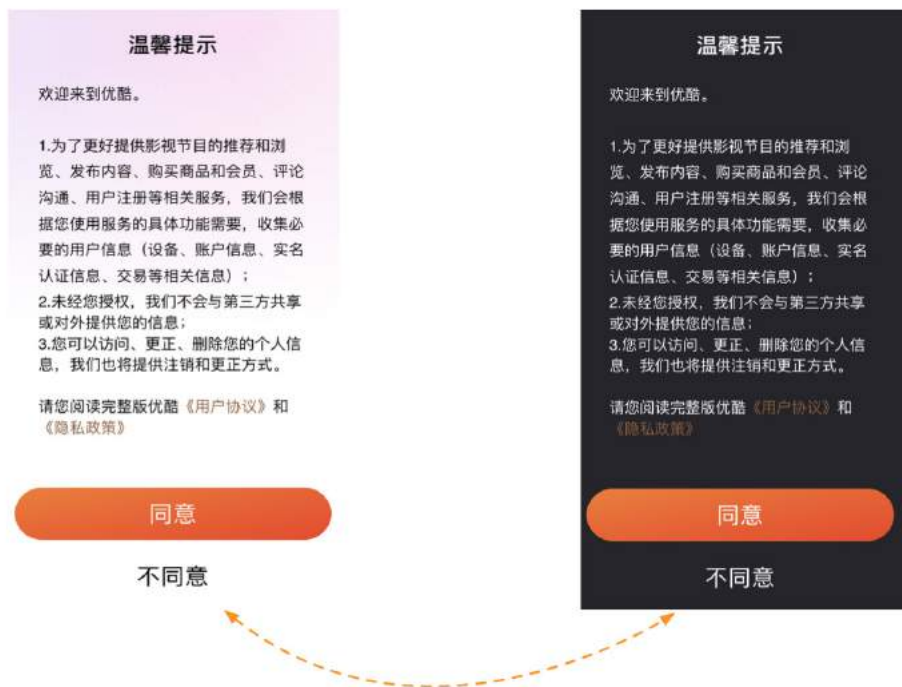 温馨提示
欢迎来到优酷。
1.为了更好提供影视节目的推荐和浏
览、发布内容、购买商品和会员、评论
沟通、用户注册等相关服务，我们会根
据您使用服务的具体功能需要，收集必
要的用户信息（设备、账户信息、实名
认证信息、交易等相关信息）；
2.未经您授权，我们不会与第三方共享
或对外提供您的信息；
3.您可以访问、更正、删除您的个人信
息，我们也将提供注销和更正方式。
请您阅读完整版优酷《用户协议》和
《隐私政策》
同意
不同意
温馨提示
欢迎来到优酷。
1.为了更好提供影视节目的推荐和浏
览、发布内容、购买商品和会员、评论
沟通、用户注册等相关服务，我们会根
据您使用服务的具体功能需要，收集必
要的用户信息（设备、账户信息、实名
认证信息、交易等相关信息）；
2.未经您授权，我们不会与第三方共享
或对外提供您的信息；
3.您可以访问、更正、删除您的个人信
息，我们也将提供注销和更正方式。
请您阅读完整版优酷《用户协议》和
《隐私政策》
同意
不同意